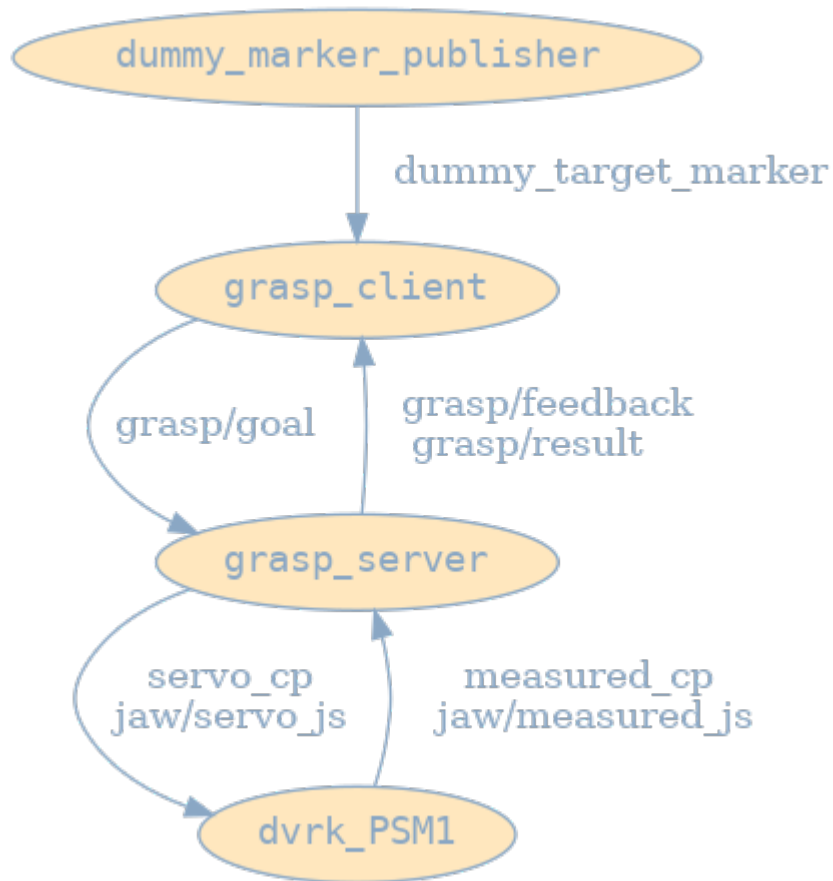 dummy_marker_publisher
dummy_target_marker
grasp_client
grasp/goal
grasp/feedback
grasp/result
grasp_server
servo_cp
jaw/servo_js
measured_cp
jaw/measured_js
dvrk_PSM1